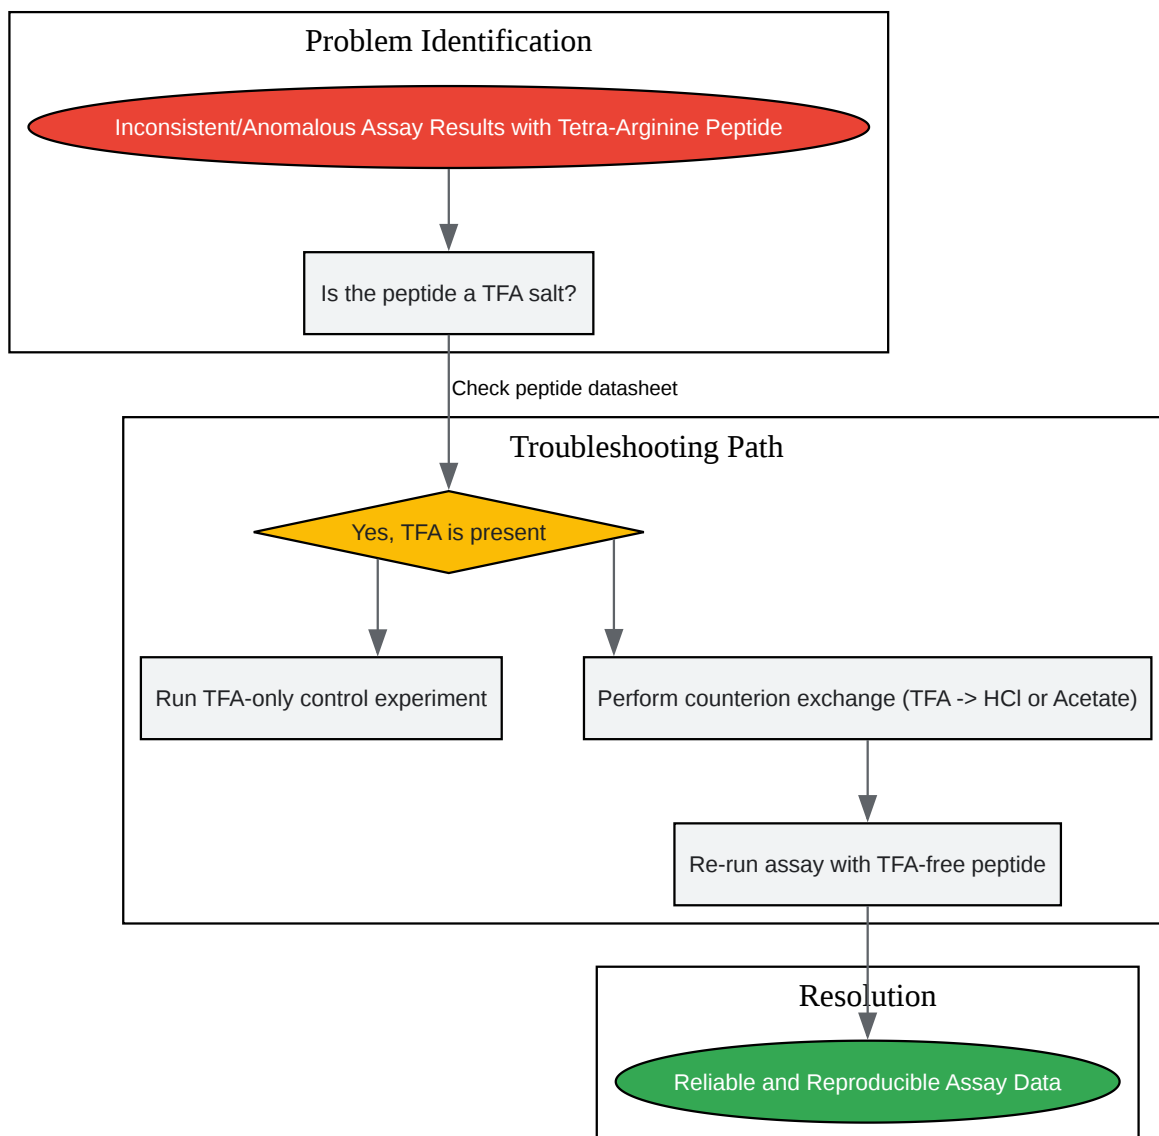 Problem Identification
Inconsistent/Anomalous Assay Results with Tetra-Arginine Peptide
Is the peptide a TFA salt?
Check peptide datasheet
Troubleshooting Path
Yes, TFA is present
Run TFA-only control experiment
Perform counterion exchange (TFA -> HCl or Acetate)
Re-run assay with TFA-free peptide
Resolution
Reliable and Reproducible Assay Data